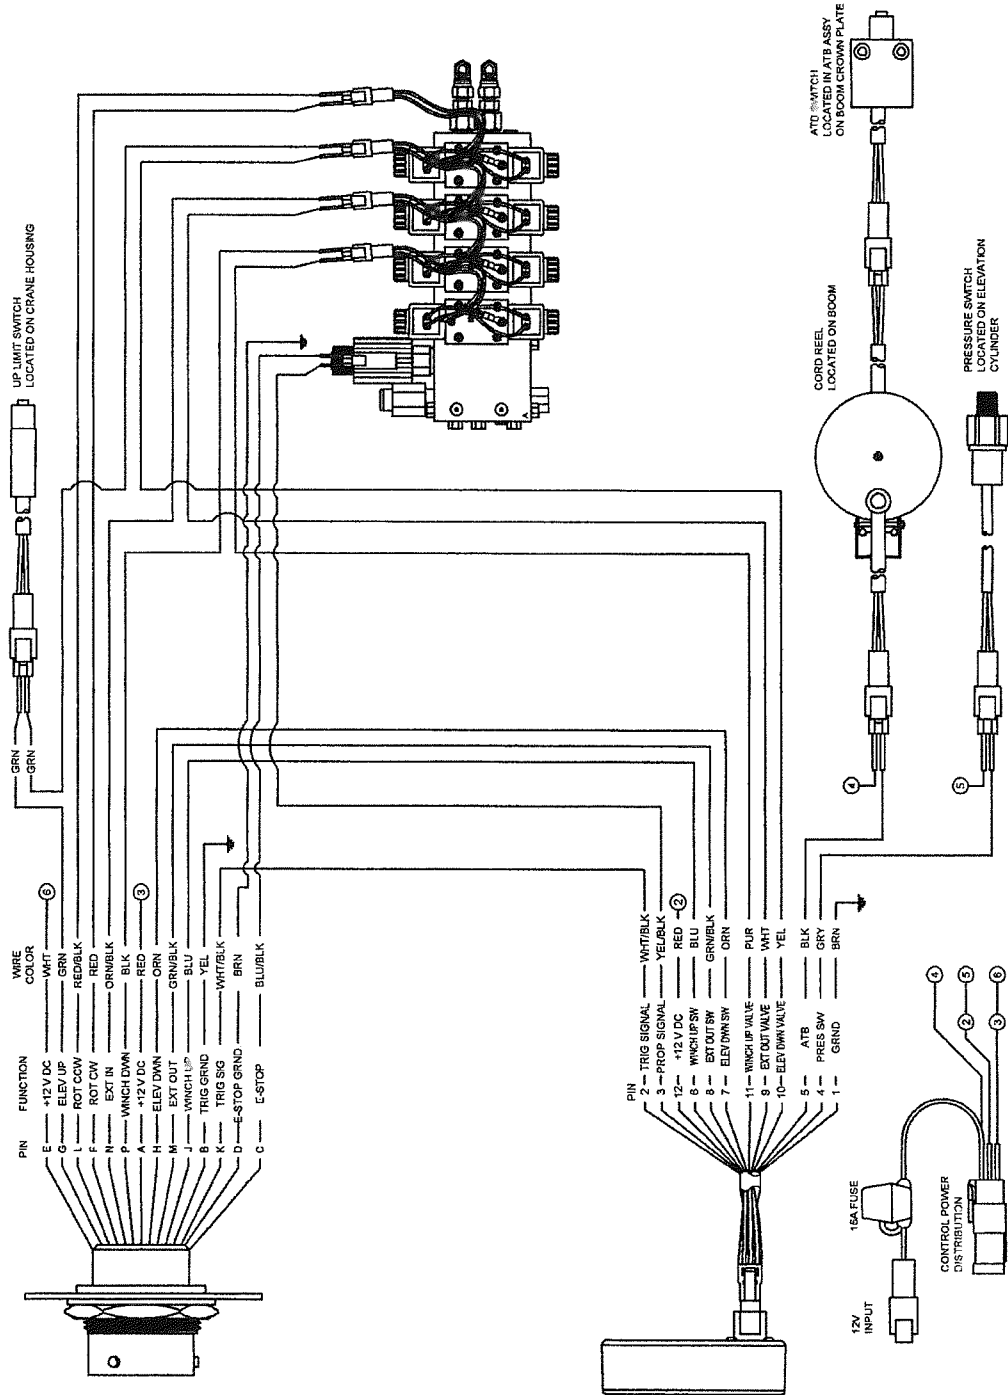 UP LIMIT SWITCH
LOCATED ON CRANE HOUSING
GRN
GRN
PIN FUNCTION WIRE COLOR
E +12 V DC WHT 6
G ELEV UP GRN
L ROT CCW RED/BLK
F ROT CW RED
N EXT IN ORN/BLK
P WINCH DWN BLK
A +12 V DC RED 3
H ELEV DWN ORN
M EXT OUT GRN/BLK
J WINCH UP BLU
B TRIG GRND YEL
K TRIG SIG WHT/BLK
D E-STOP GRND BRN
C E-STOP BLU/BLK
A
PIN
2 TRIG SIGNAL WHT/BLK
3 PROP SIGNAL YEL/BLK
12 +12 V DC RED 2
6 WINCH UP SW BLU
8 EXT OUT SW GRN/BLK
7 ELEV DWN SW ORN
11 WINCH UP VALVE PUR
9 EXT OUT VALVE WHT
10 ELEV DWN VALVE YEL
5 ATB BLK
4 PRES SW GRY
1 GRND BRN
LOCATED IN ATB ASSY
ON BOOM CROWN PLATE
CORD REEL
LOCATED ON BOOM
4
PRESSURE SWITCH
LOCATED ON ELEVATION
CYLINDER
5
12V
INPUT
CONTROL POWER
DISTRIBUTION
4
5
2
6
3